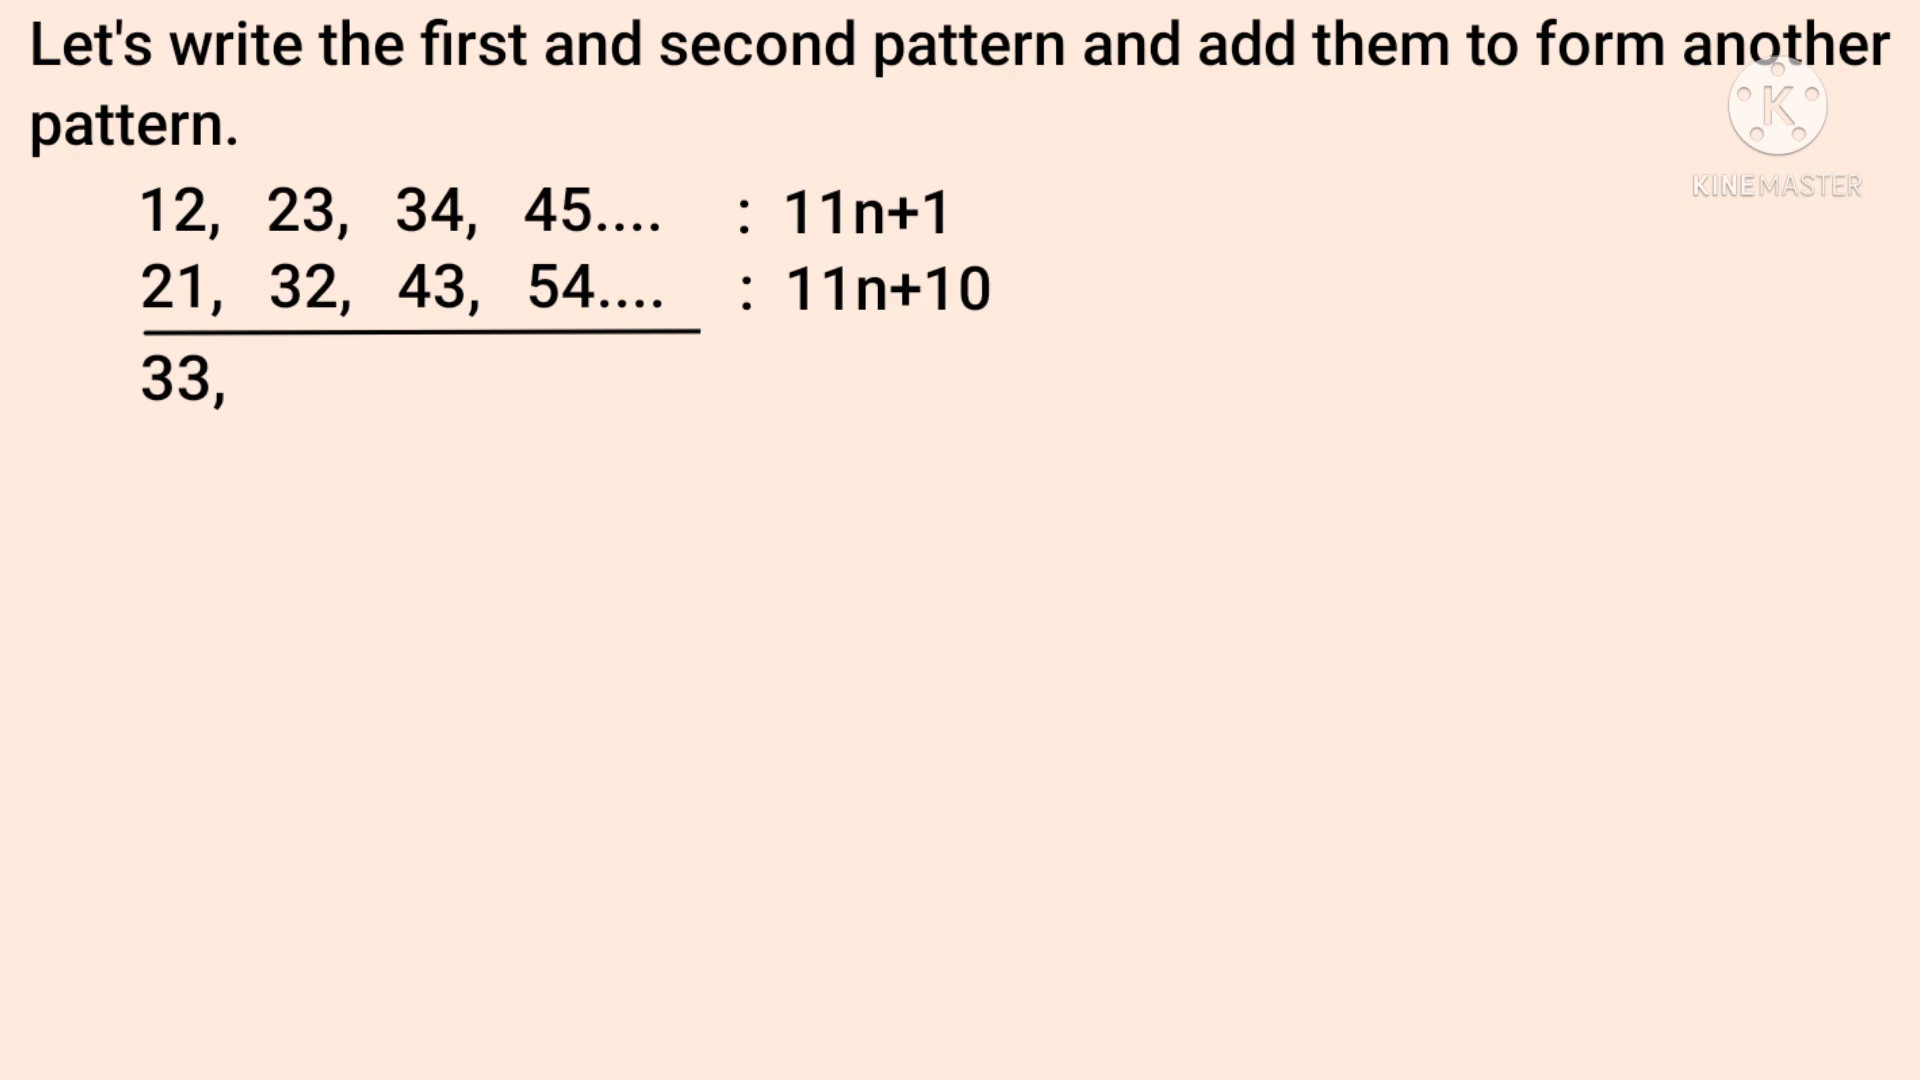 Let's write the first and second pattern and add them to form another
pattern.
K
KINEMASTER
12, 23, 34, 45.... : 11n+1
21, 32, 43, 54.... : 11n+10
33,